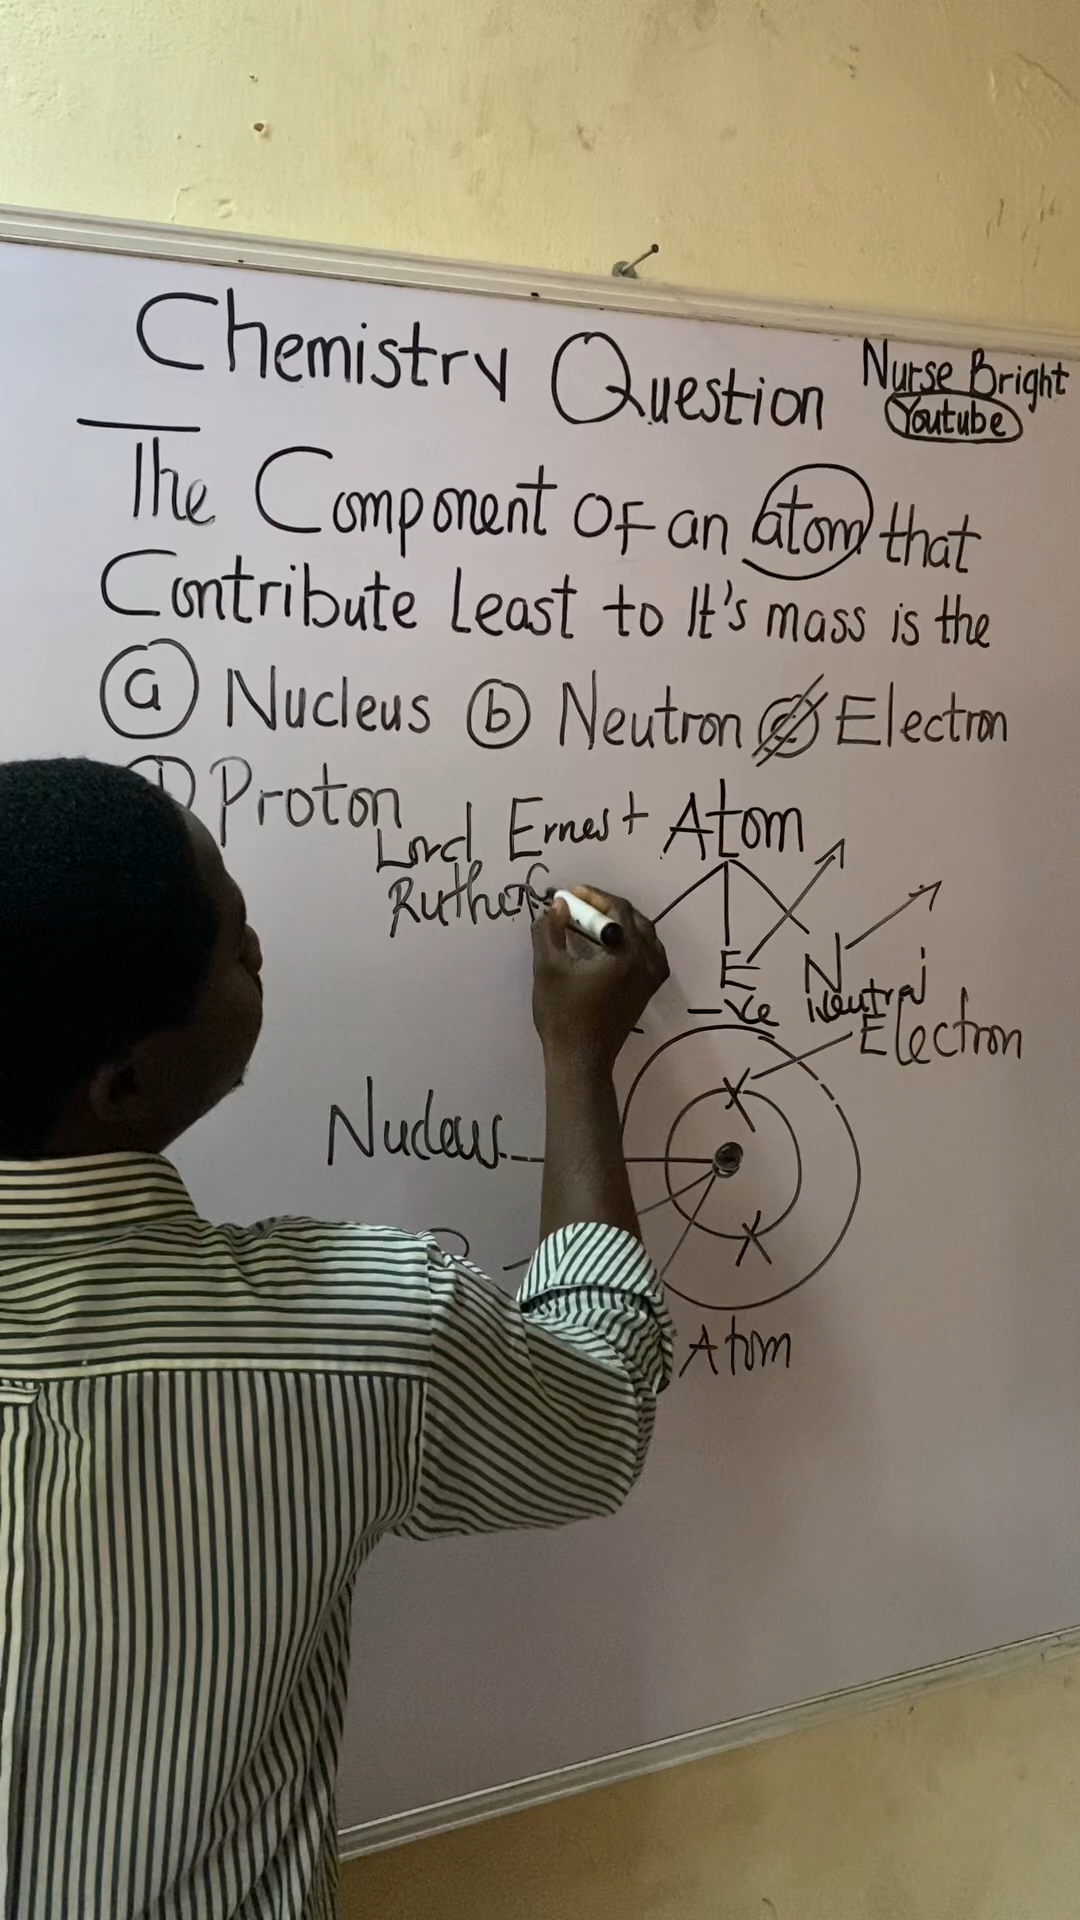 Chemistry Question
Nurse Bright
Youtube
The Component OF an atom that
Contribute Least to It's mass is the
a Nucleus b Neutron c Electron
Proton
Lord Ernest
Atom
E N
-ve Neutral
Electron
Nucleus
Atom